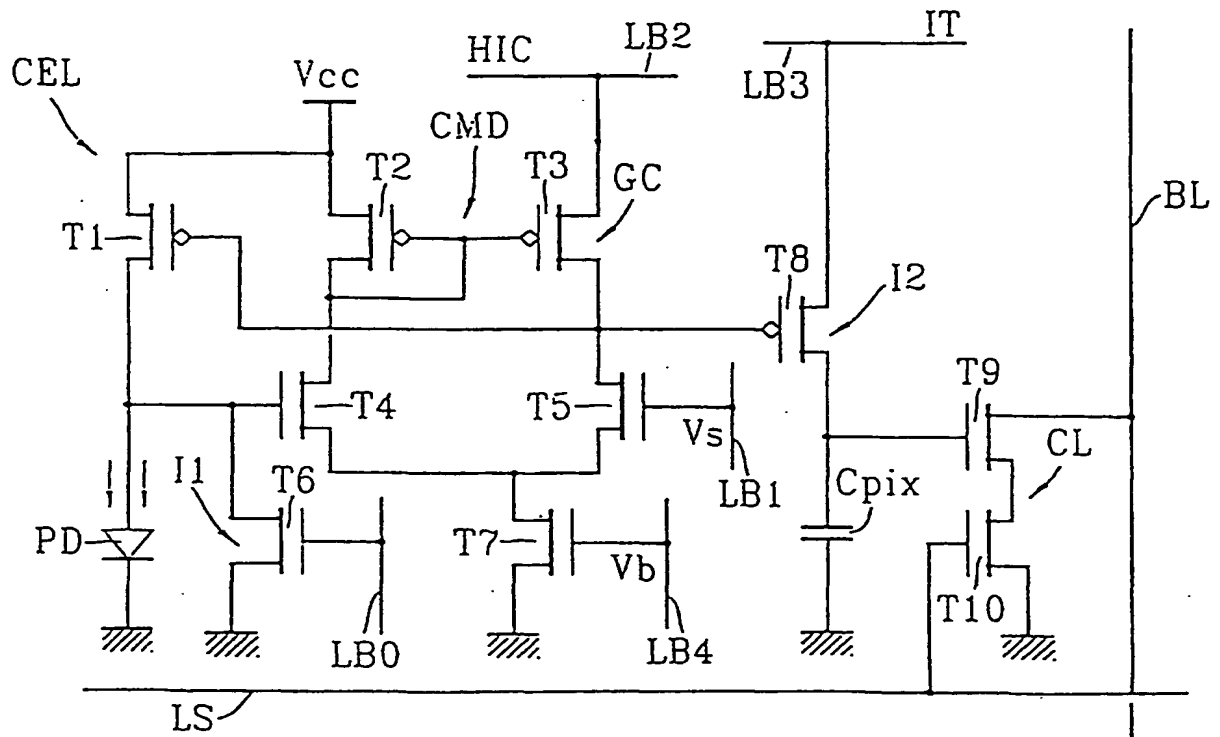 IT
HIC
LB2
CEL
Vcc
LB3
CMD
T2
T3
GC
BL
T1
T8
I2
T9
T4
T5
Vs
CL
I1
T6
LB1
Cpix
PD
T7
Vb
T10
LB0
LB4
LS